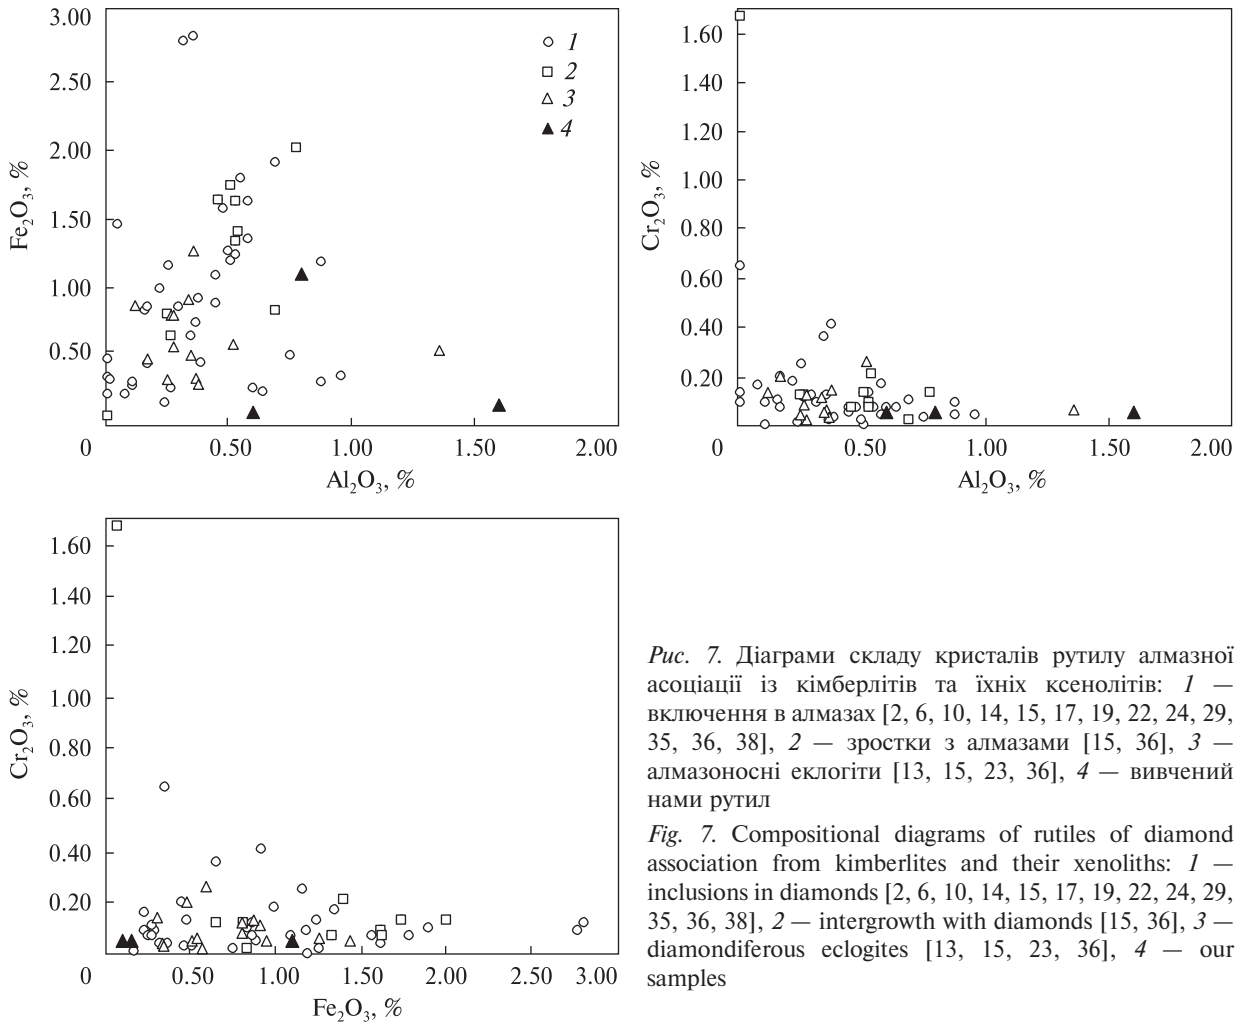 3.00
2.50
2.00
1.50
1.00
0.50
0
0.50
1.00
1.50
2.00
Fe₂O₃, %
Al₂O₃, %
1
2
3
4
1.60
1.40
1.20
1.00
0.80
0.60
0.40
0.20
0
0.50
1.00
1.50
2.00
Cr₂O₃, %
Al₂O₃, %
1.60
1.40
1.20
1.00
0.80
0.60
0.40
0.20
0
0.50
1.00
1.50
2.00
2.50
3.00
Cr₂O₃, %
Fe₂O₃, %
Рис. 7. Діаграми складу кристалів рутилу алмазної
асоціації із кімберлітів та їхніх ксенолітів: 1 —
включення в алмазах [2, 6, 10, 14, 15, 17, 19, 22, 24, 29,
35, 36, 38], 2 — зростки з алмазами [15, 36], 3 —
алмазоносні еклогіти [13, 15, 23, 36], 4 — вивчений
нами рутил
Fig. 7. Compositional diagrams of rutiles of diamond
association from kimberlites and their xenoliths: 1 —
inclusions in diamonds [2, 6, 10, 14, 15, 17, 19, 22, 24, 29,
35, 36, 38], 2 — intergrowth with diamonds [15, 36], 3 —
diamondiferous eclogites [13, 15, 23, 36], 4 — our
samples